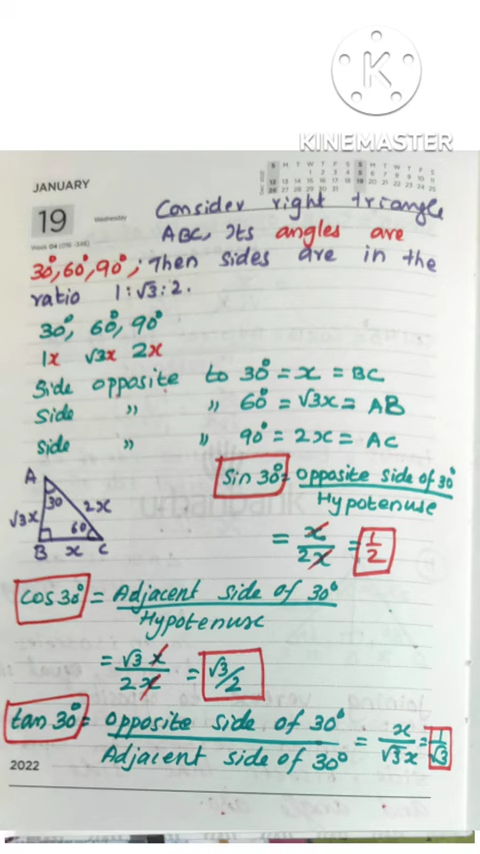 KINEMASTER
JANUARY
19
Wednesday
Consider right triangle
ABC, Its angles are
30°, 60°, 90°; Then sides are in the
ratio 1:√3:2.
30°, 60°, 90°
1x √3x 2x
Side opposite to 30° = x = BC
Side " " 60° = √3x = AB
Side " " 90° = 2x = AC
A
30
√3x
2x
60
B x C
Sin 30° = opposite side of 30° / Hypotenuse
= x/2x = 1/2
cos 30° = Adjacent side of 30° / Hypotenuse
= √3 x / 2 x = √3/2
tan 30° = opposite side of 30° / Adjacent side of 30° = x / √3 x = 1/√3
2022